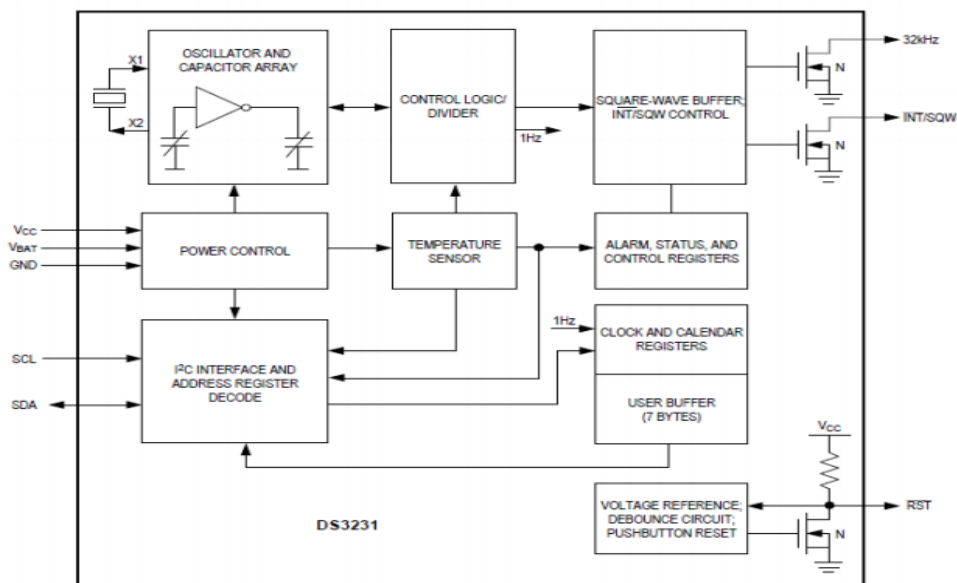 X1
X2
OSCILLATOR AND
CAPACITOR ARRAY
CONTROL LOGIC/
DIVIDER
1Hz
SQUARE-WAVE BUFFER;
INT/SQW CONTROL
N
32kHz
N
INT/SQW
VCC
VBAT
GND
POWER CONTROL
TEMPERATURE
SENSOR
ALARM, STATUS, AND
CONTROL REGISTERS
SCL
SDA
I²C INTERFACE AND
ADDRESS REGISTER
DECODE
1Hz
CLOCK AND CALENDAR
REGISTERS
USER BUFFER
(7 BYTES)
VCC
VOLTAGE REFERENCE;
DEBOUNCE CIRCUIT;
PUSHBUTTON RESET
N
RST
DS3231